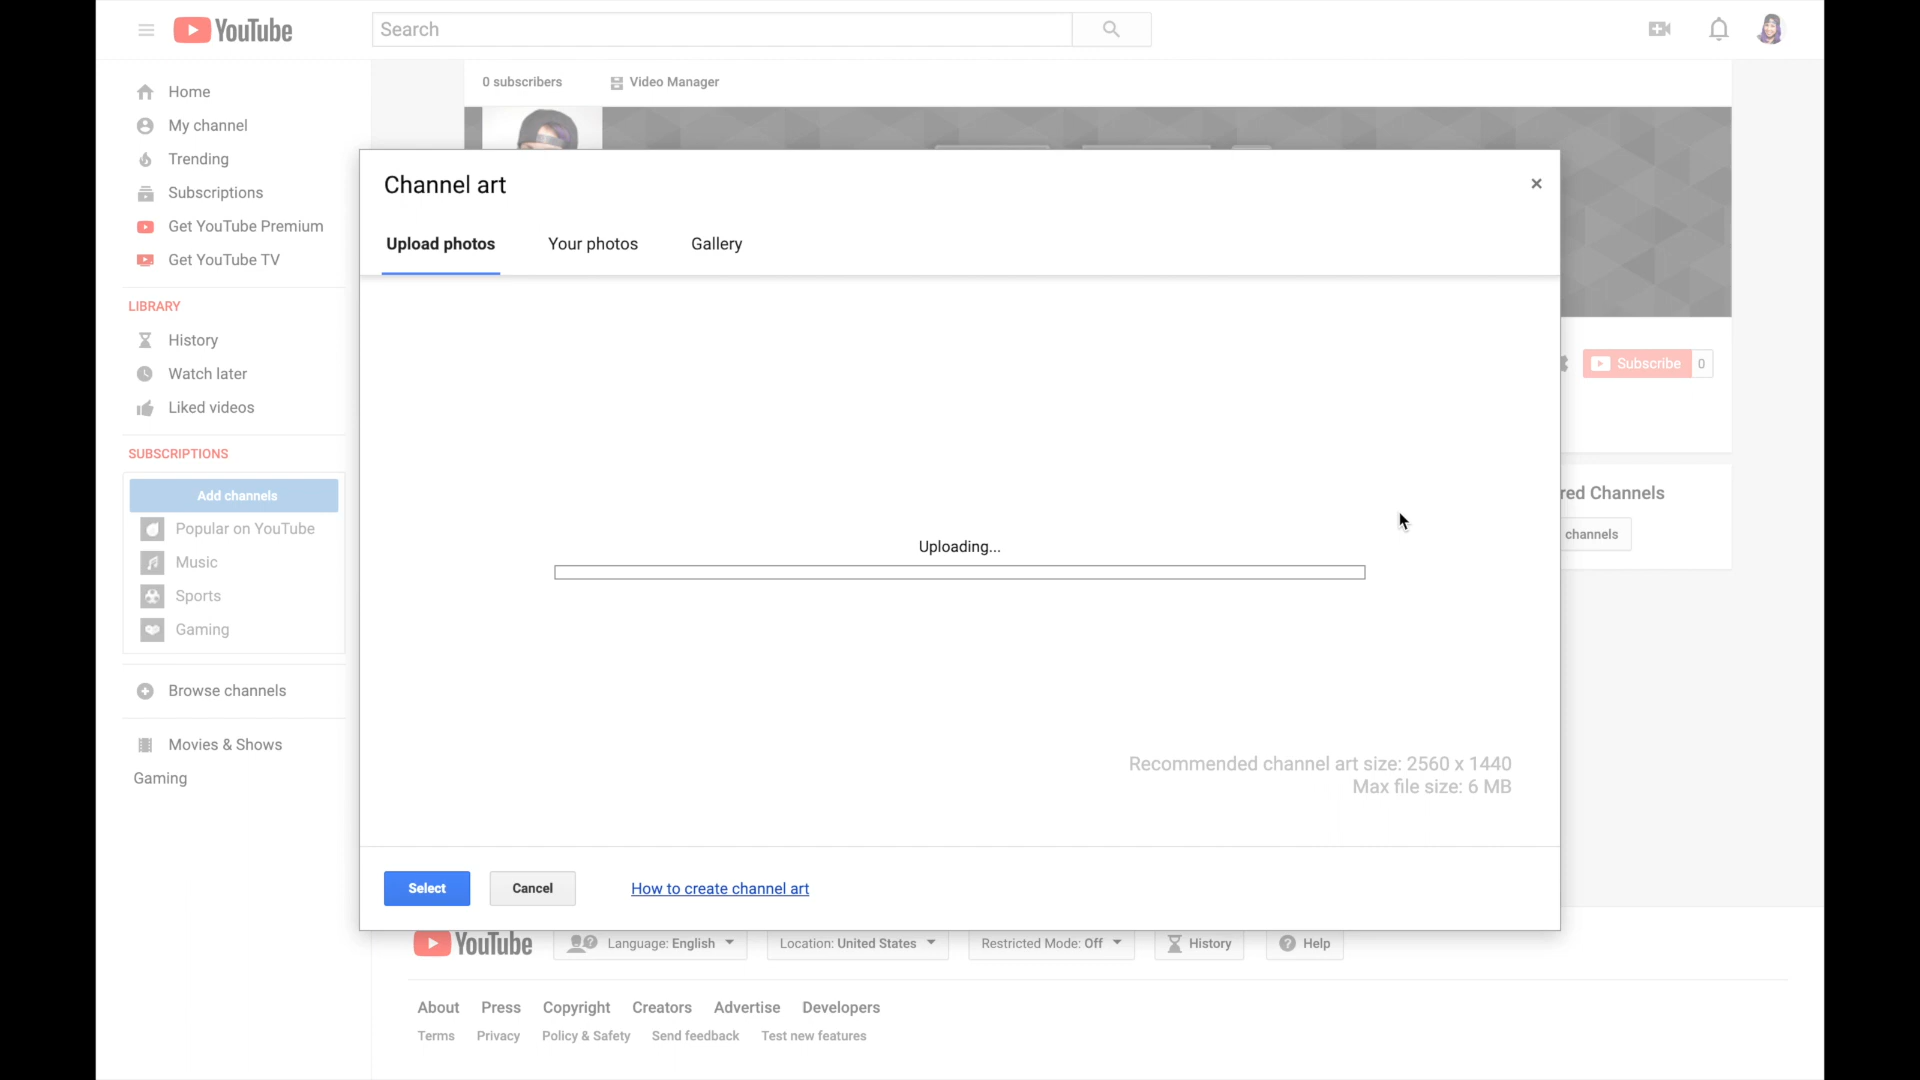 YouTube
Search
0 subscribers
Video Manager
Home
My channel
Trending
Subscriptions
Get YouTube Premium
Get YouTube TV
LIBRARY
History
Watch later
Liked videos
SUBSCRIPTIONS
Add channels
Popular on YouTube
Music
Sports
Gaming
Browse channels
Movies & Shows
Gaming
Channel art
×
Upload photos
Your photos
Gallery
Subscribe 0
red Channels
channels
Uploading...
Recommended channel art size: 2560 x 1440
Max file size: 6 MB
Select
Cancel
How to create channel art
YouTube
Language: English
Location: United States
Restricted Mode: Off
History
Help
About Press Copyright Creators Advertise Developers
Terms Privacy Policy & Safety Send feedback Test new features